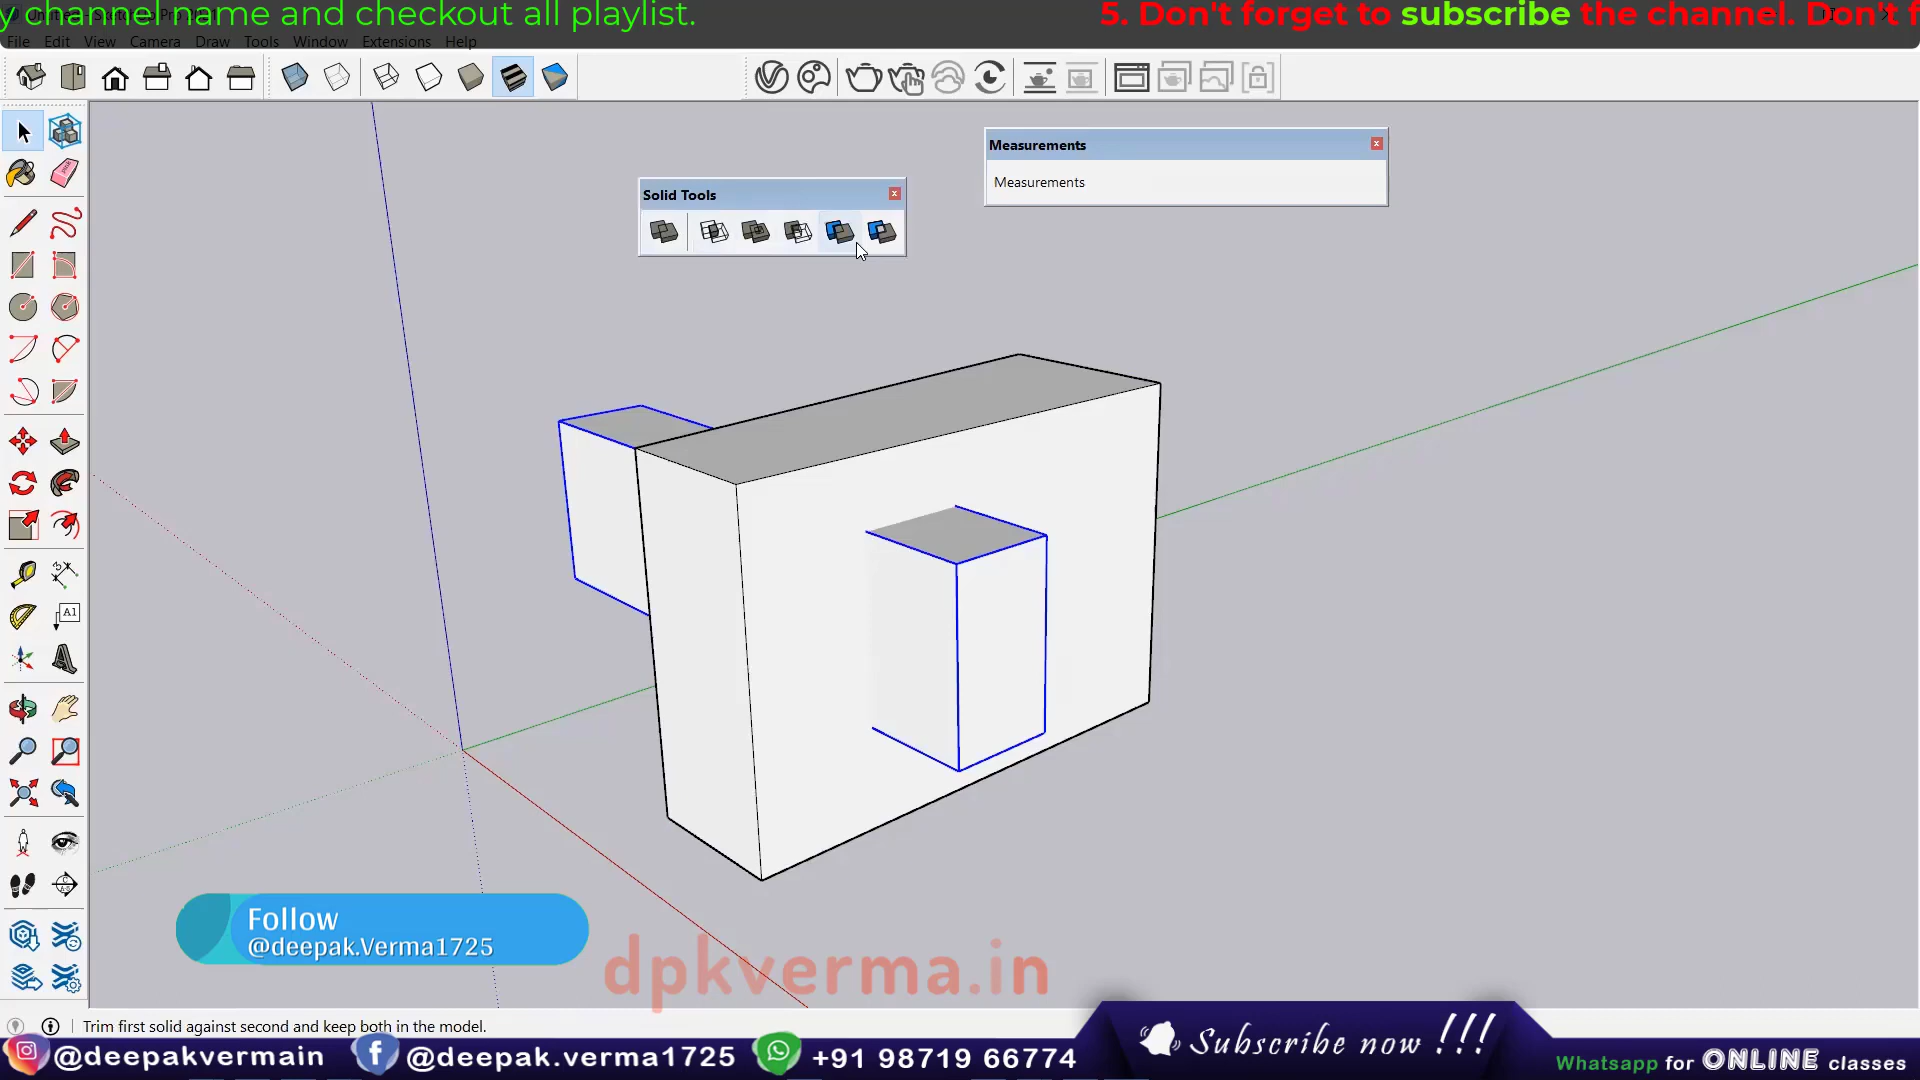 y channel name and checkout all playlist.
5. Don't forget to subscribe the channel. Don't f
File Edit View Camera Draw Tools Window Extensions Help
Measurements
Measurements
Solid Tools
A1
Follow
@deepak.Verma1725
dpkverma.in
Trim first solid against second and keep both in the model.
@deepakvermain
@deepak.verma1725
+91 98719 66774
Subscribe now !!!
Whatsapp for ONLINE classes